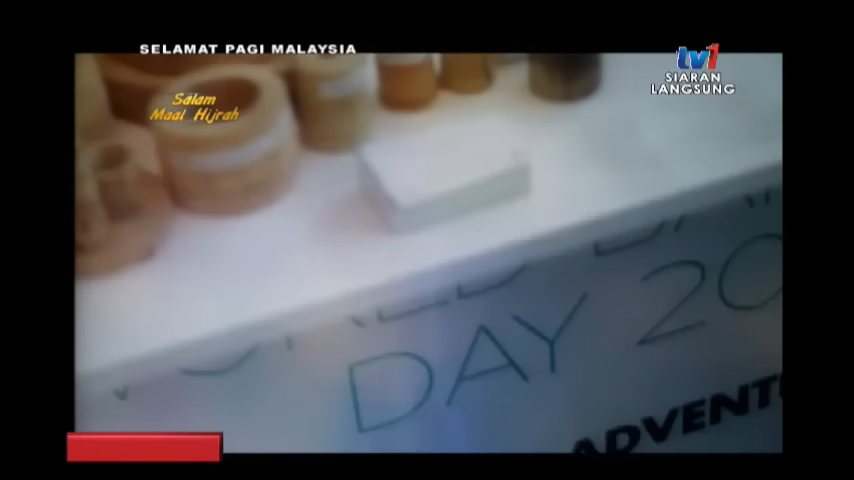 SELAMAT PAGI MALAYSIA
tv1
SIARAN
LANGSUNG
Salam
Maal Hijrah
DAY 20
ADVENT